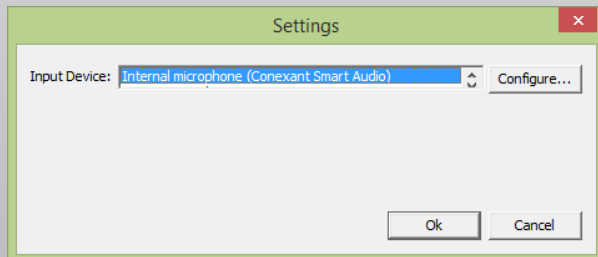 Settings
Input Device: Internal microphone (Conexant Smart Audio) Configure...
Ok Cancel